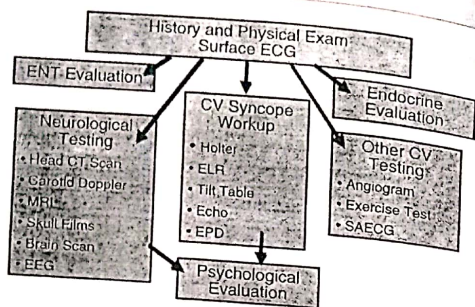 History and Physical Exam
Surface ECG
ENT Evaluation
Endocrine
Evaluation
Neurological
Testing
• Head CT Scan
• Carotid Doppler
• MRI
• Skull Films
• Brain Scan
• EEG
CV Syncope
Workup
• Holter
• ELR
• Tilt Table
• Echo
• EPD
Other CV
Testing
• Angiogram
• Exercise Test
• SAECG
Psychological
Evaluation